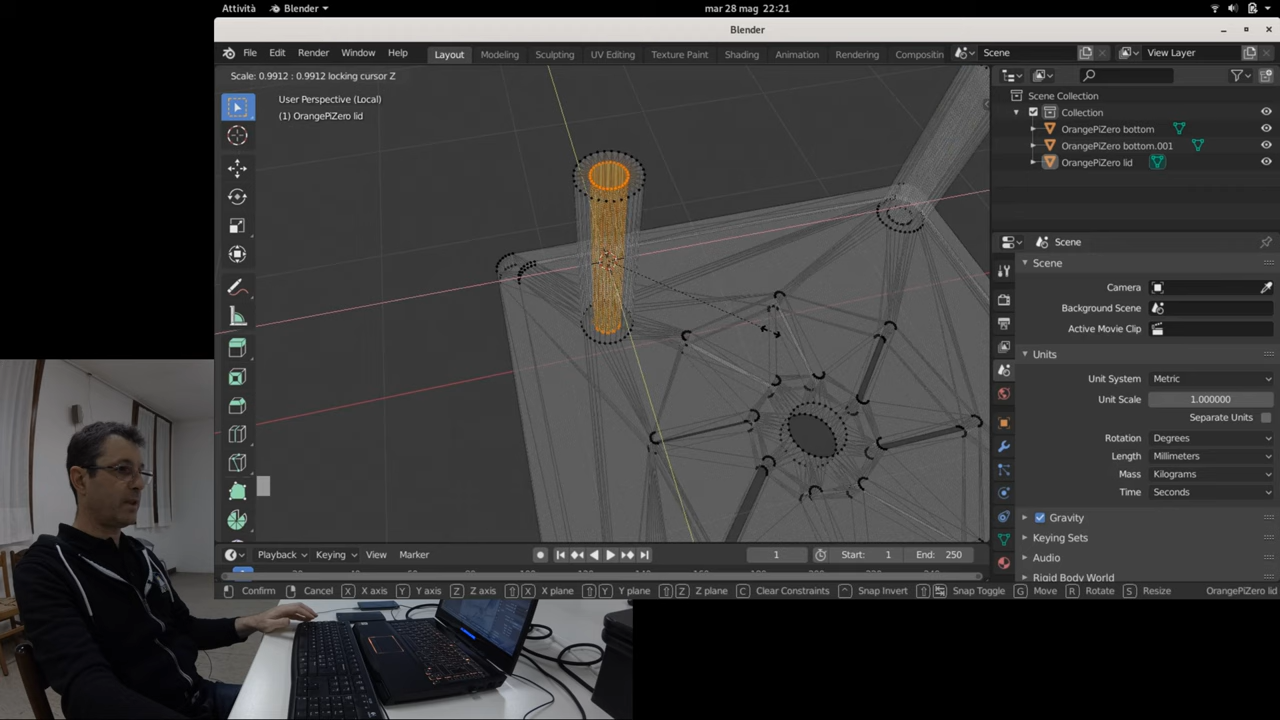 Attività
Blender
mar 28 mag 22:21
Blender
File Edit Render Window Help
Layout Modeling Sculpting UV Editing Texture Paint Shading Animation Rendering Compositin
Scene
View Layer
Scale: 0.9912 : 0.9912 locking cursor Z
User Perspective (Local)
(1) OrangePiZero lid
Scene Collection
Collection
OrangePiZero bottom
OrangePiZero bottom.001
OrangePiZero lid
Scene
Scene
Camera
Background Scene
Active Movie Clip
Units
Unit System Metric
Unit Scale 1.000000
Separate Units
Rotation Degrees
Length Millimeters
Mass Kilograms
Time Seconds
Gravity
Keying Sets
Audio
Rigid Body World
Playback Keying View Marker
1
Start: 1
End: 250
Confirm Cancel X X axis Y Y axis Z Z axis X X plane Y Y plane Z Z plane C Clear Constraints Snap Invert Snap Toggle G Move R Rotate S Resize
OrangePiZero lid